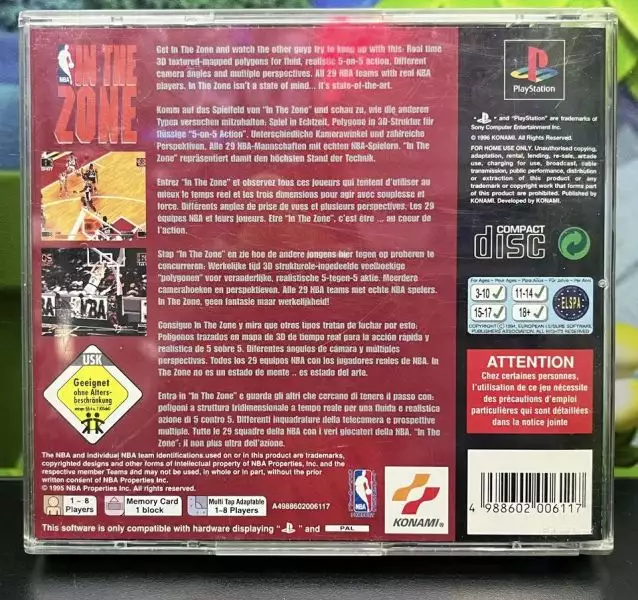 NBA
IN THE
ZONE
Get In The Zone and watch the other guys try to keep up with this: Real time
3D textured-mapped polygons for fluid, realistic 5-on-5 action. Different
camera angles and multiple perspectives. All 29 NBA teams with real NBA
players. In The Zone isn't a state of mind... it's state-of-the-art.
Komm auf das Spielfeld von "In The Zone" und schau zu, wie die anderen
Typen versuchen mitzuhalten: Spiel in Echtzeit, Polygone in 3D-Struktur für
flüssige "5-on-5 Action". Unterschiedliche Kamerawinkel und zählreiche
Perspektiven. Alle 29 NBA-Mannschaften mit echten NBA-Spielern. "In The
Zone" repräsentiert damit den höchsten Stand der Technik.
Entrez "In The Zone" et observez tous ces joueurs qui tentent d'utiliser au
mieux le temps reel et les trois dimensions pour agir avec souplesse et
force. Différents angles de prise de vues et plusieurs perspectives. Les 29
équipes NBA et leurs joueurs. Etre "In The Zone", c'est être ... au coeur de
l'action.
Stap "In The Zone" en zie hoe de andere jongens hier tegen op proberen te
concurreren: Werkelijke tijd 3D strukturele-ingedeelde veelhoekige
"polygonen" voor veranderlijke, realistische 5-tegen-5 aktie. Meerdere
camerahoeken en perspektieven. Alle 29 NBA teams met echte NBA spelers.
In The Zone, geen fantasie maar werkelijkheid!
Consigue In The Zone y mira que otros tipos tratan de luchar por esto:
Poligonos trazados en mapa de 3D de tiempo real para la acción rápida y
realística de 5 sobre 5. Diferentes ángulos de cámara y múltiples
perspectivas. Todos los 29 equipos NBA con los jugadores reales de NBA. In
The Zone no es un estado de mente .. es estado del arte.
Entra in "In The Zone" e guarda gli altri che cercano di tenere il passo con:
poligoni a struttura tridimensionale a tempo reale per una fluida e realistica
azione di 5 contro 5. Differenti inquadrature della telecamera e prospettive
multiple. Tutte le 29 squadre della NBA con i veri giocatori della NBA. "In The
Zone"; il non plus ultra dell'azione.
USK
Geeignet
ohne Alters-
beschränkung
The NBA and individual NBA team identifications used on or in this product are trademarks,
copyrighted designs and other forms of intellectual property of NBA Properties, Inc. and the
respective member Teams and may not be used, in whole or in part, without the prior
written consent of NBA Properties Inc.
© 1995 NBA Properties Inc. All rights reserved.
1 – 8
Players
Memory Card
1 block
Multi Tap Adaptable
1–8 Players
A4988602006117
NBA
KONAMI®
This software is only compatible with hardware displaying and PAL
PlayStation
and "PlayStation" are trademarks of
Sony Computer Entertainment Inc.
© 1996 KONAMI. All Rights Reserved.
FOR HOME USE ONLY. Unauthorised copying,
adaptation, rental, lending, re-sale, arcade
use, charging for use, broadcast, cable
transmission, public performance, distribution
or extraction of this product or any
trademark or copyright work that forms part
of this product are prohibited. Published by
KONAMI. Developed by KONAMI.
COMPACT
disc
For Ages - Pour Ages - Para Años - Für Jahre - Per Anni
3-10
11-14
15-17
18+
ELSPA
COPYRIGHT © 1994, EUROPEAN LEISURE SOFTWARE
PUBLISHERS ASSOCIATION. ALL RIGHTS RESERVED
ATTENTION
Chez certaines personnes,
l'utilisation de ce jeu nécessite
des précautions d'emploi
particulières qui sont détaillées
dans la notice jointe
4 988602 006117